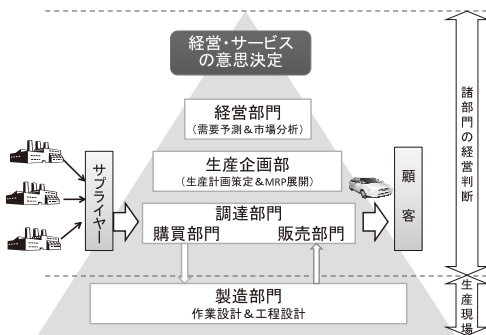 経営・サービス
の意思決定
経営部門
（需要予測＆市場分析）
生産企画部
（生産計画策定＆MRP展開）
サプライヤー
調達部門
購買部門 販売部門
顧客
製造部門
作業設計＆工程設計
諸部門の経営判断
生産現場